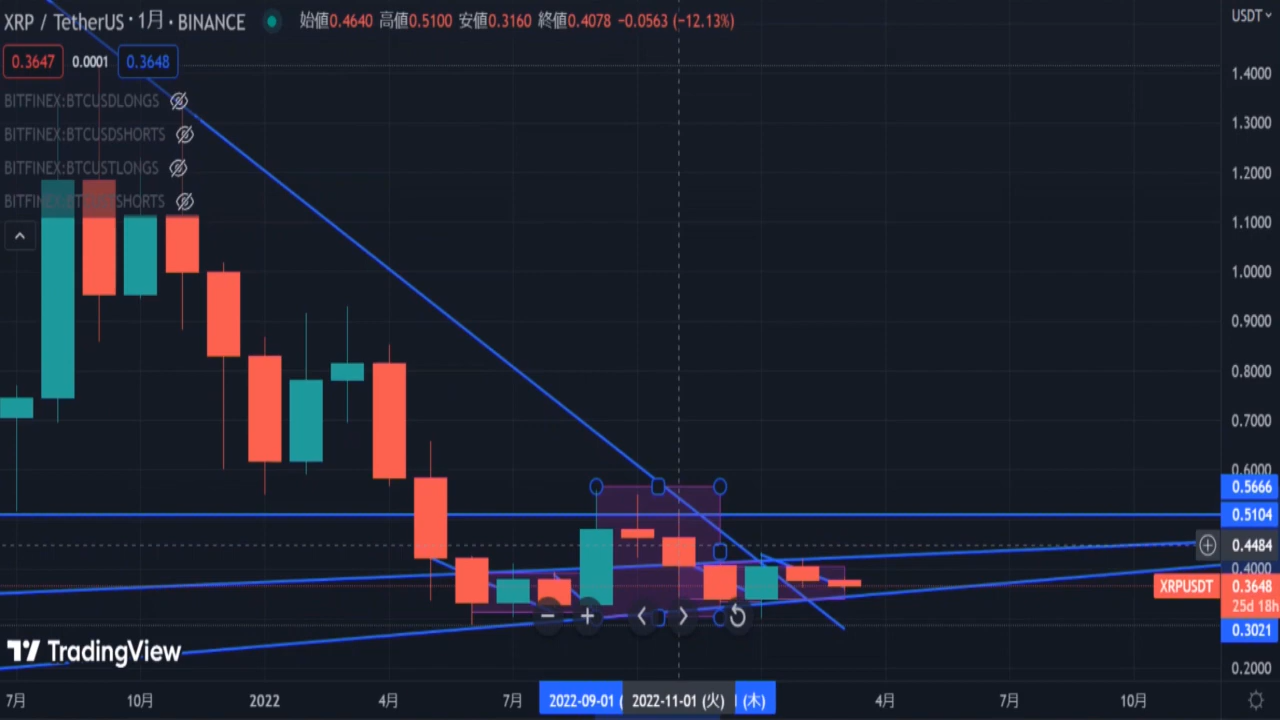 XRP / TetherUS · 1月 · BINANCE 始値0.4640 高値0.5100 安値0.3160 終値0.4078 −0.0563 (−12.13%)
USDT
0.3647 0.0001 0.3648
BITFINEX:BTCUSDLONGS
BITFINEX:BTCUSDSHORTS
BITFINEX:BTCUSTLONGS
1.4000
1.3000
1.2000
1.1000
1.0000
0.9000
0.8000
0.7000
0.6000
0.5666
0.5104
0.4484
0.4000
XRPUSDT 0.3648
25d 18h
0.3021
0.2000
TradingView
7月 10月 2022 4月 7月 2022-09-01 ( 2022-11-01 (火) (木) 4月 7月 10月